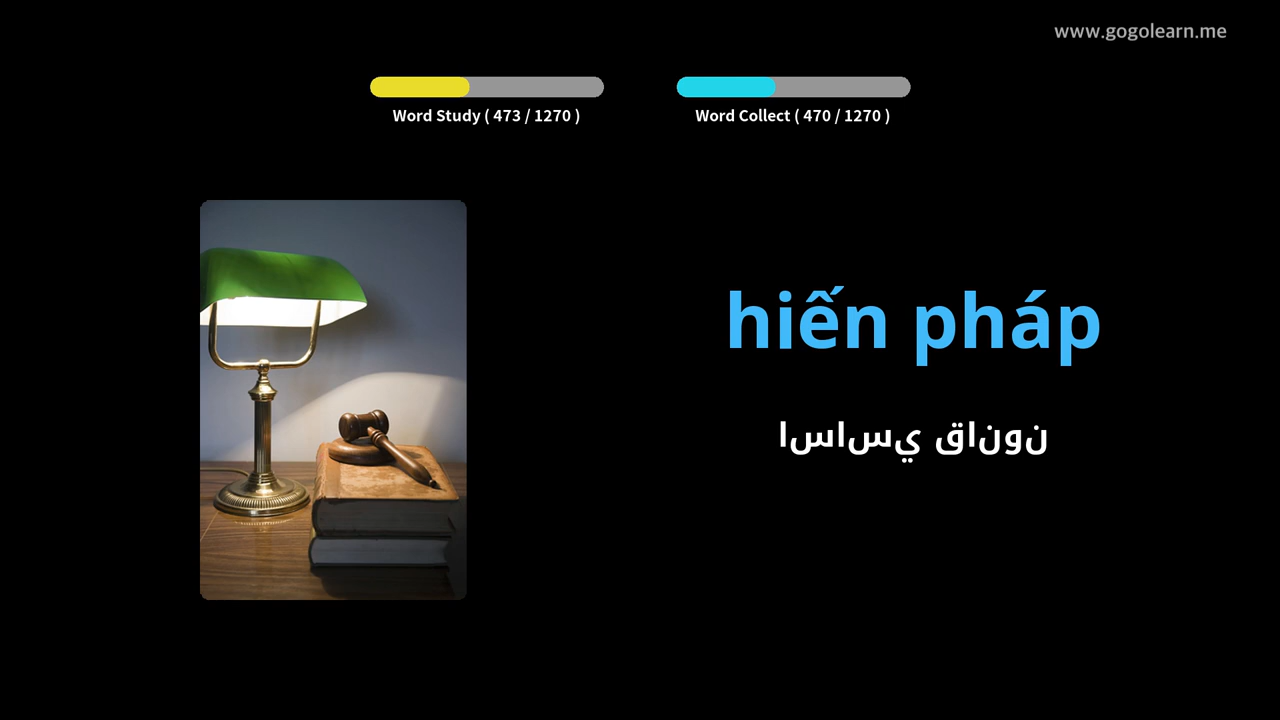 www.gogolearn.me
Word Study ( 473 / 1270 )
Word Collect ( 470 / 1270 )
hiến pháp
اساسي قانون